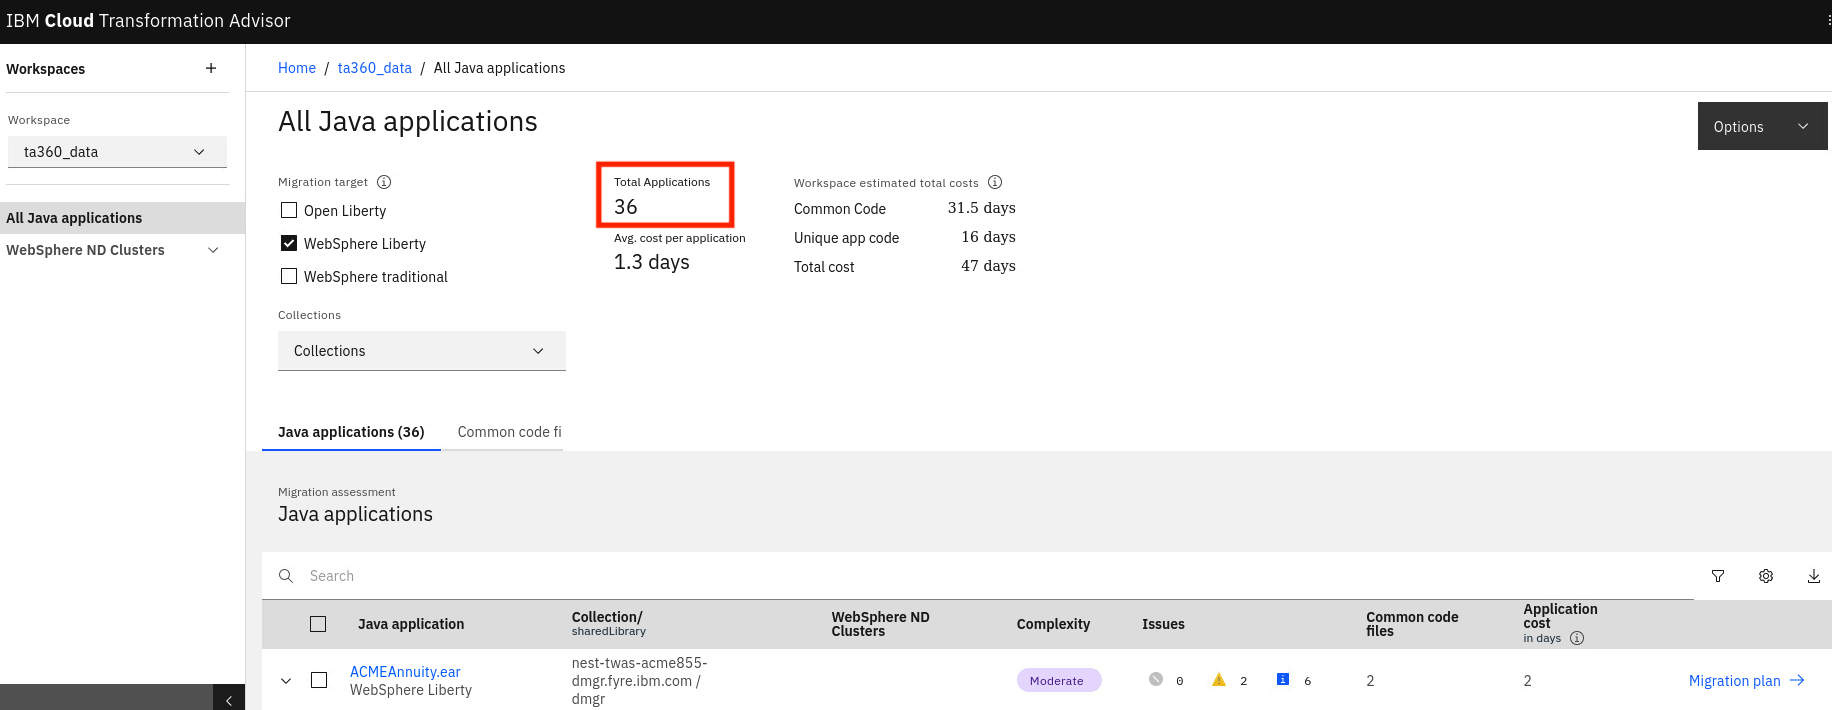 IBM Cloud Transformation Advisor
Workspaces
Workspace
ta360_data
All Java applications
WebSphere ND Clusters
Home / ta360_data / All Java applications
All Java applications
Options
Migration target
Open Liberty
WebSphere Liberty
WebSphere traditional
Total Applications
36
Avg. cost per application
1.3 days
Workspace estimated total costs
Common Code 31.5 days
Unique app code 16 days
Total cost 47 days
Collections
Collections
Java applications (36) Common code fi
Migration assessment
Java applications
Search
Java application
Collection/
sharedLibrary
WebSphere ND
Clusters
Complexity
Issues
Common code
files
Application
cost
in days
ACMEAnnuity.ear
WebSphere Liberty
nest-twas-acme855-
dmgr.fyre.ibm.com /
dmgr
Moderate
0 2 6
2
2
Migration plan